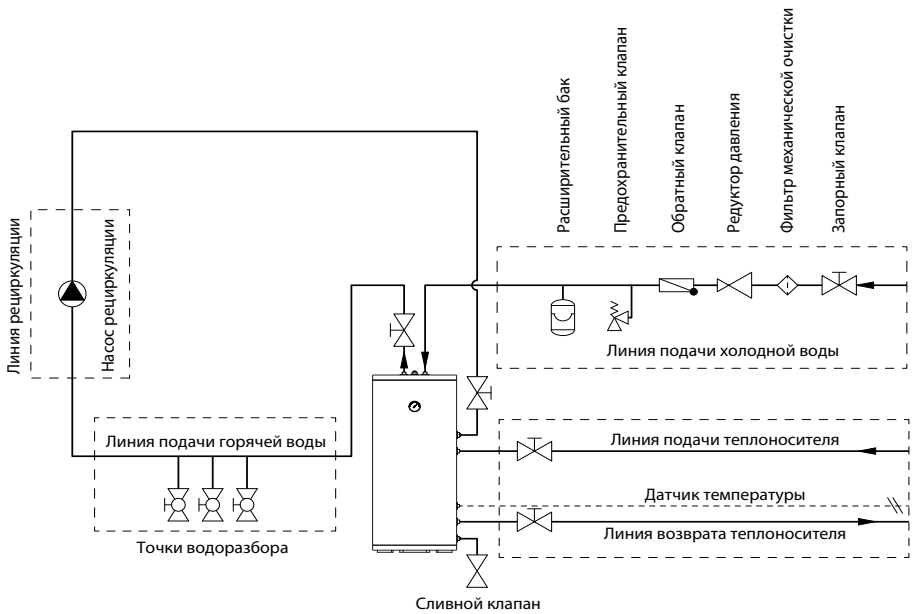 Расширительный бак
Предохранительный клапан
Обратный клапан
Редуктор давления
Фильтр механической очистки
Запорный клапан
Линия рециркуляции
Насос рециркуляции
Линия подачи холодной воды
Линия подачи горячей воды
Линия подачи теплоносителя
Датчик температуры
Линия возврата теплоносителя
Точки водоразбора
Сливной клапан